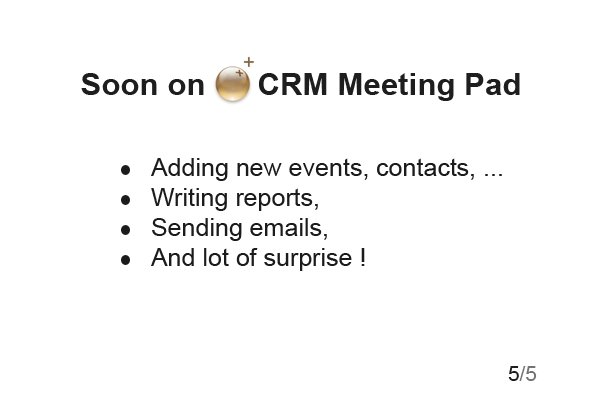 Soon on CRM Meeting Pad
● Adding new events, contacts, ...
● Writing reports,
● Sending emails,
● And lot of surprise !
5/5